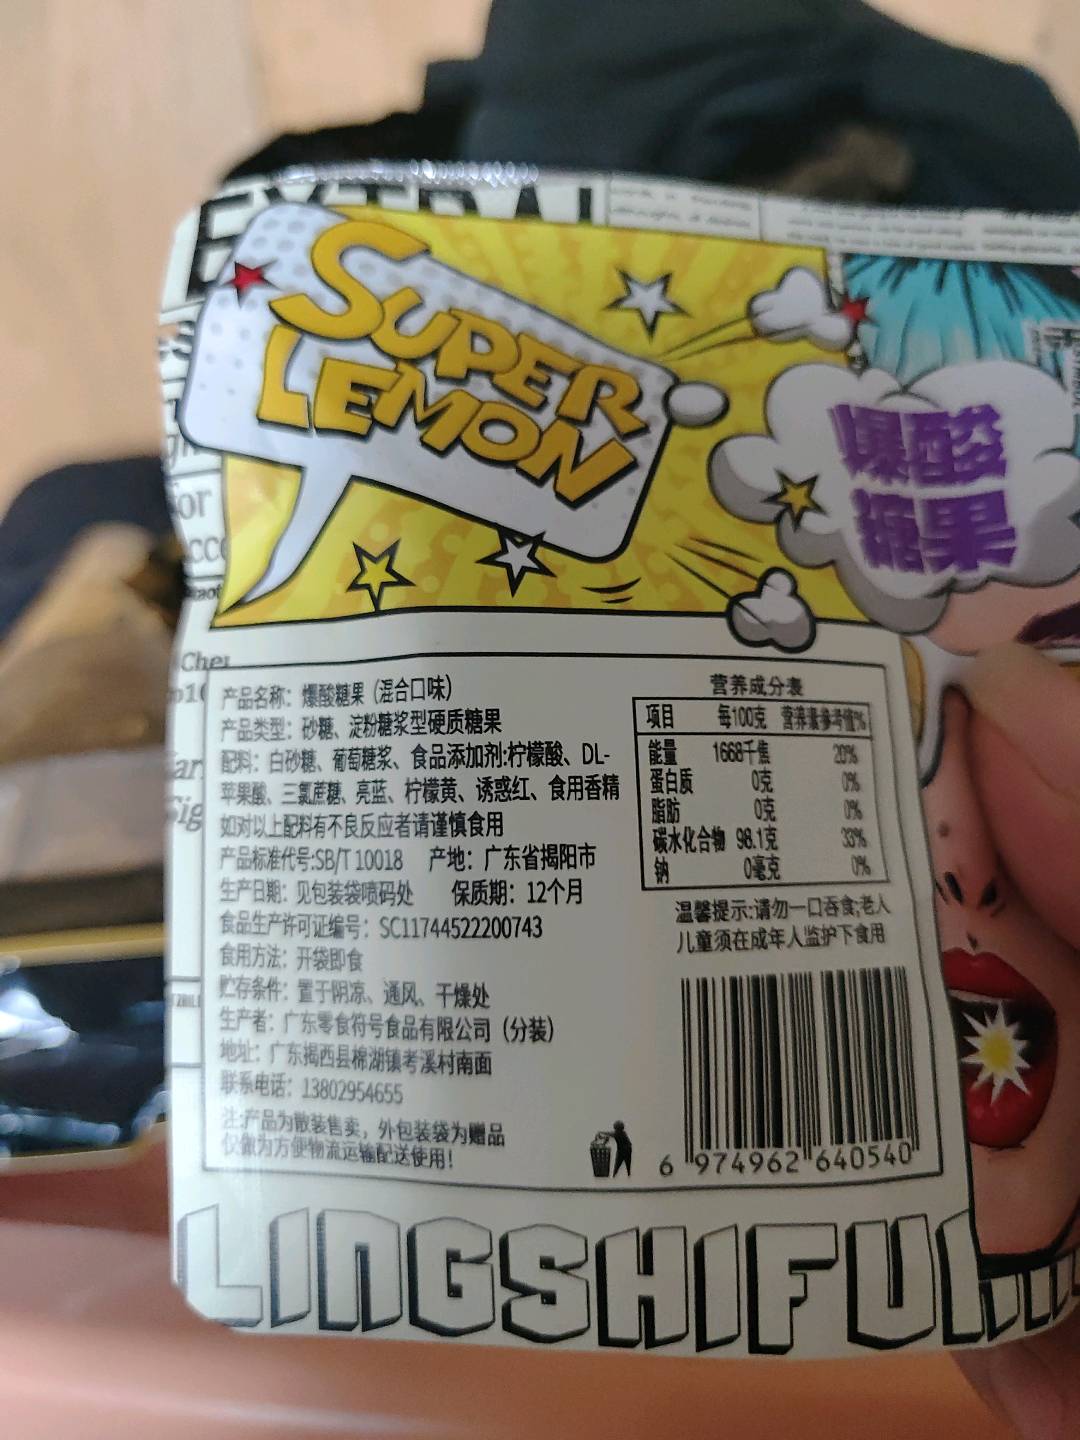 SUPER
LEMON
爆酸
糖果
产品名称：爆酸糖果（混合口味）
产品类型：砂糖、淀粉糖浆型硬质糖果
配料：白砂糖、葡萄糖浆、食品添加剂:柠檬酸、DL-
苹果酸、三氯蔗糖、亮蓝、柠檬黄、诱惑红、食用香精
如对以上配料有不良反应者请谨慎食用
产品标准代号:SB/T 10018 产地：广东省揭阳市
生产日期：见包装袋喷码处 保质期：12个月
食品生产许可证编号：SC11744522200743
食用方法：开袋即食
贮存条件：置于阴凉、通风、干燥处
生产者：广东零食符号食品有限公司（分装）
地址：广东揭西县棉湖镇考溪村南面
联系电话：13802954655
注:产品为散装售卖，外包装袋为赠品
仅做为方便物流运输配送使用！
营养成分表
项目 每100克 营养素参考值%
能量 1668千焦 20%
蛋白质 0克 0%
脂肪 0克 0%
碳水化合物 98.1克 33%
钠 0毫克 0%
温馨提示:请勿一口吞食;老人
儿童须在成年人监护下食用
6 974962 640540
LINGSHIFU